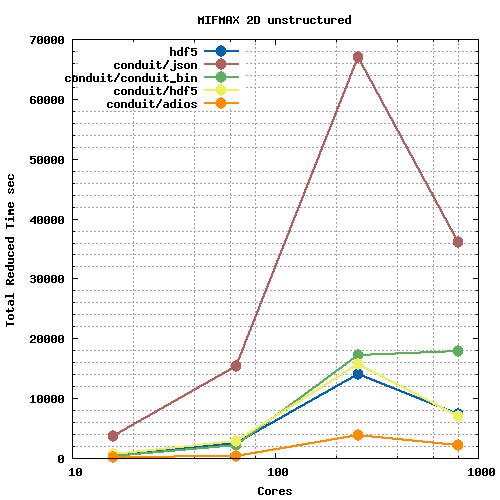 MIFMAX 2D unstructured
70000
60000
50000
40000
30000
20000
10000
0
hdf5
conduit/json
conduit/conduit_bin
conduit/hdf5
conduit/adios
Total Reduced Time sec
10
100
1000
Cores